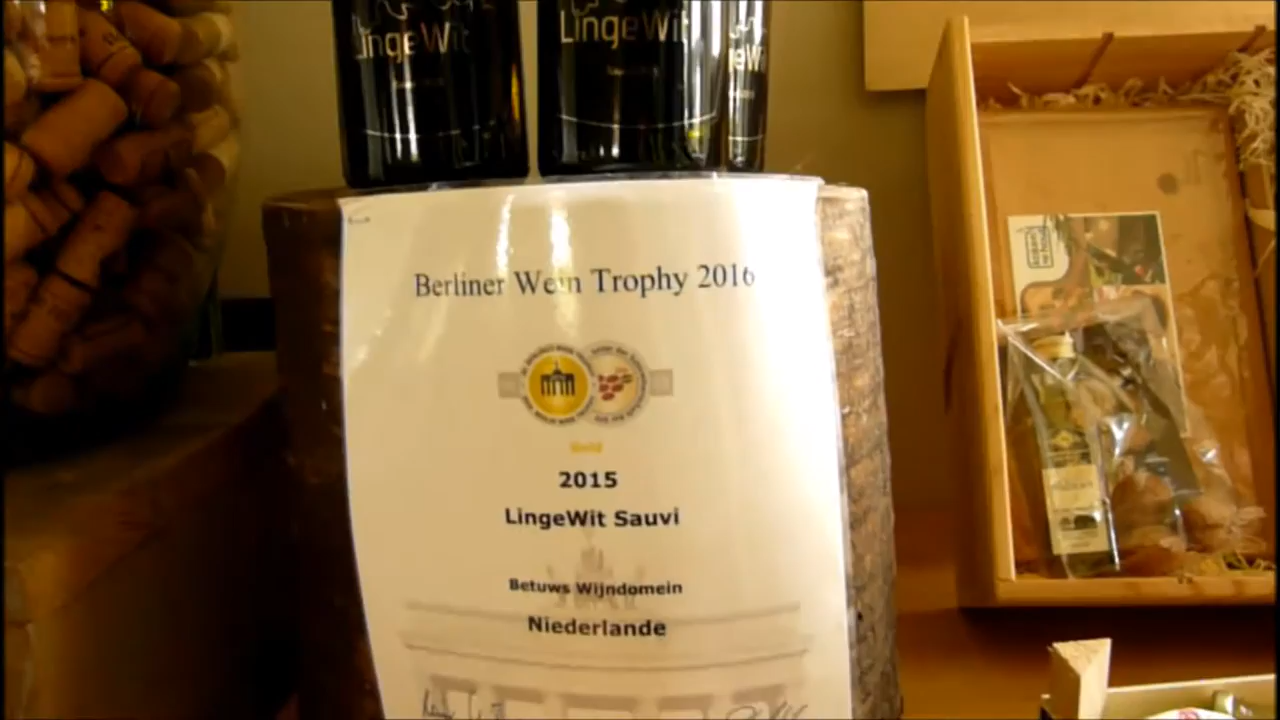 LingeWit
LingeWit
Berliner Wein Trophy 2016
Gold
2015
LingeWit Sauvi
Betuws Wijndomein
Niederlande